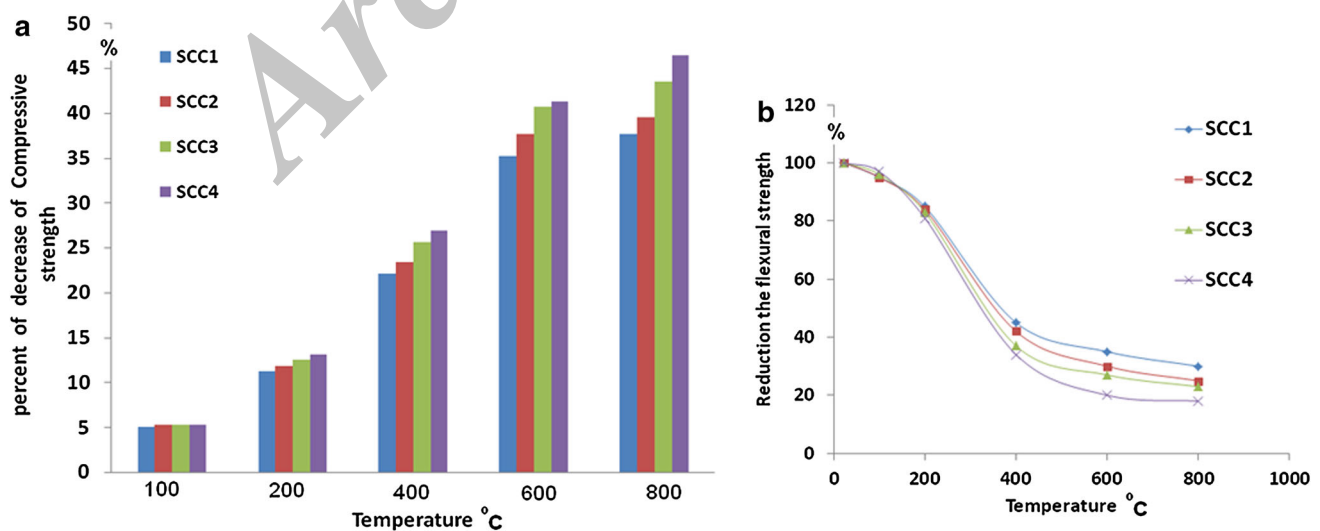 a
50
%
45
40
35
30
25
20
15
10
5
0
percent of decrease of Compressive
strength
SCC1
SCC2
SCC3
SCC4
100 200 400 600 800
Temperature °C
b
120
%
100
80
60
40
20
0
Reduction the flexural strength
SCC1
SCC2
SCC3
SCC4
0 200 400 600 800 1000
Temperature °C